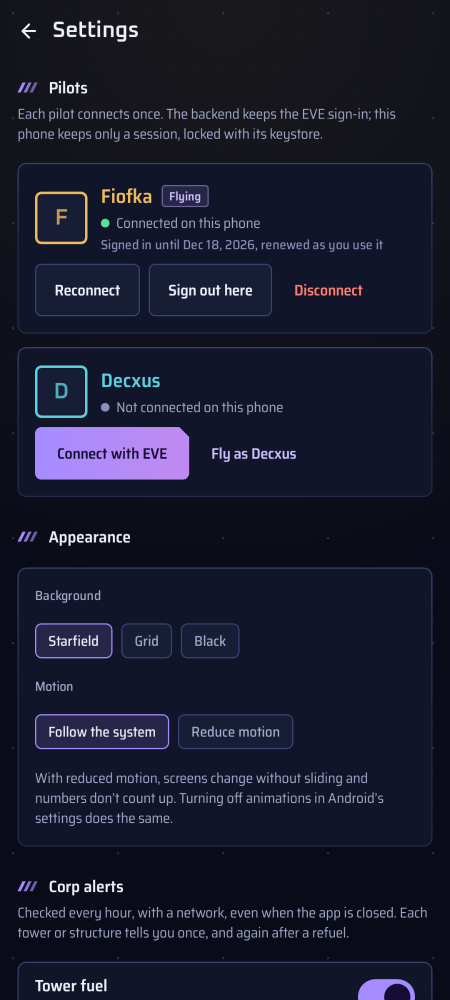 Settings
Pilots
Each pilot connects once. The backend keeps the EVE sign-in; this
phone keeps only a session, locked with its keystore.
F
Fiofka
Flying
Connected on this phone
Signed in until Dec 18, 2026, renewed as you use it
Reconnect
Sign out here
Disconnect
D
Decxus
Not connected on this phone
Connect with EVE
Fly as Decxus
Appearance
Background
Starfield
Grid
Black
Motion
Follow the system
Reduce motion
With reduced motion, screens change without sliding and
numbers don't count up. Turning off animations in Android's
settings does the same.
Corp alerts
Checked every hour, with a network, even when the app is closed. Each
tower or structure tells you once, and again after a refuel.
Tower fuel